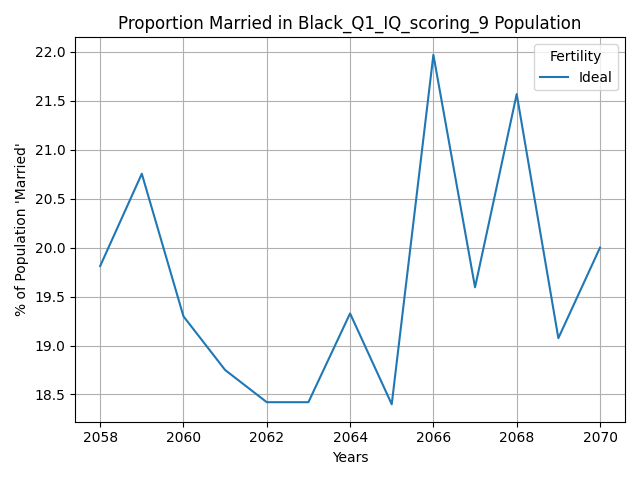 Proportion Married in Black_Q1_IQ_scoring_9 Population
Fertility
Ideal
% of Population 'Married'
22.0
21.5
21.0
20.5
20.0
19.5
19.0
18.5
2058 2060 2062 2064 2066 2068 2070
Years